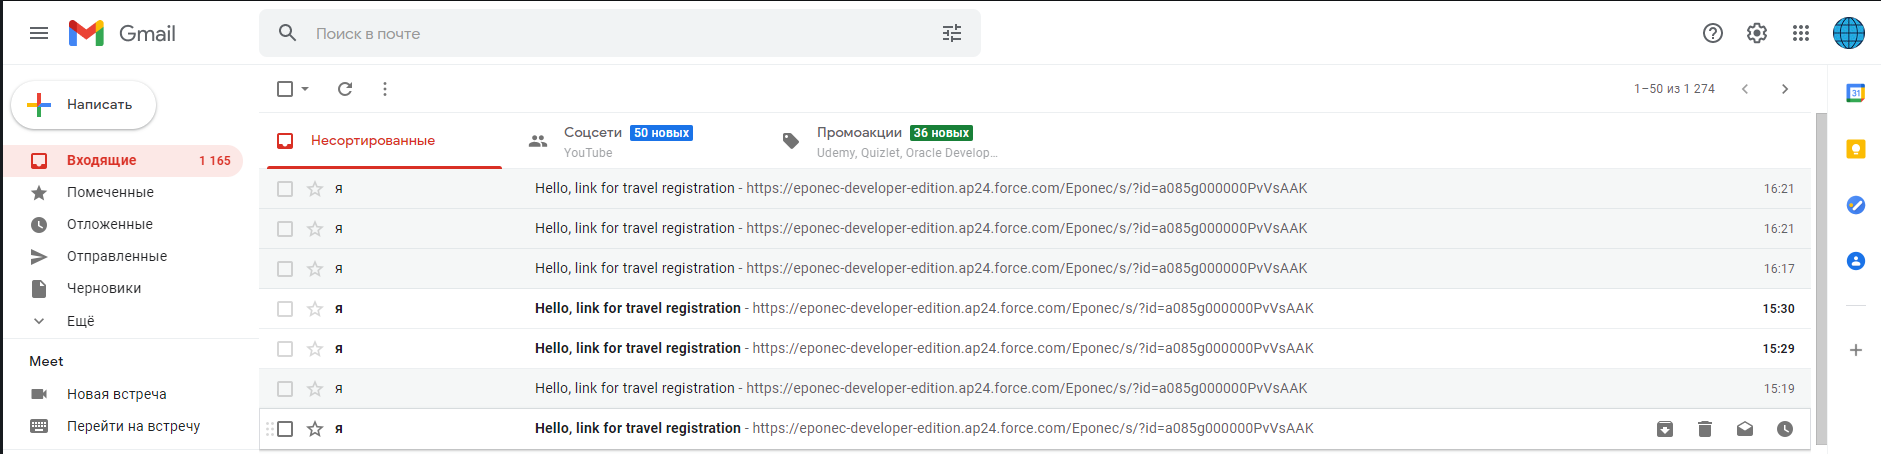 Gmail
Поиск в почте
Написать
1–50 из 1 274
31
Несортированные
Соцсети 50 новых
YouTube
Промоакции 36 новых
Udemy, Quizlet, Oracle Develop...
Входящие 1 165
Помеченные
Отложенные
Отправленные
Черновики
Ещё
Meet
Новая встреча
Перейти на встречу
я Hello, link for travel registration - https://eponec-developer-edition.ap24.force.com/Eponec/s/?id=a085g000000PvVsAAK 16:21
я Hello, link for travel registration - https://eponec-developer-edition.ap24.force.com/Eponec/s/?id=a085g000000PvVsAAK 16:21
я Hello, link for travel registration - https://eponec-developer-edition.ap24.force.com/Eponec/s/?id=a085g000000PvVsAAK 16:17
я Hello, link for travel registration - https://eponec-developer-edition.ap24.force.com/Eponec/s/?id=a085g000000PvVsAAK 15:30
я Hello, link for travel registration - https://eponec-developer-edition.ap24.force.com/Eponec/s/?id=a085g000000PvVsAAK 15:29
я Hello, link for travel registration - https://eponec-developer-edition.ap24.force.com/Eponec/s/?id=a085g000000PvVsAAK 15:19
я Hello, link for travel registration - https://eponec-developer-edition.ap24.force.com/Eponec/s/?id=a085g000000PvVsAAK